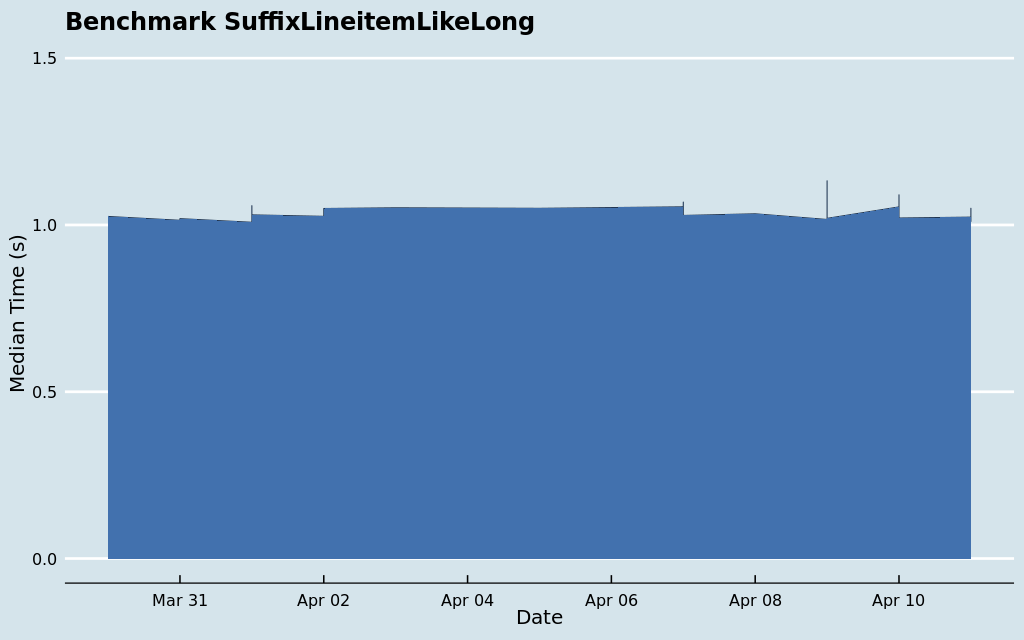 Benchmark SuffixLineitemLikeLong
1.5
1.0
0.5
0.0
Median Time (s)
Mar 31
Apr 02
Apr 04
Apr 06
Apr 08
Apr 10
Date